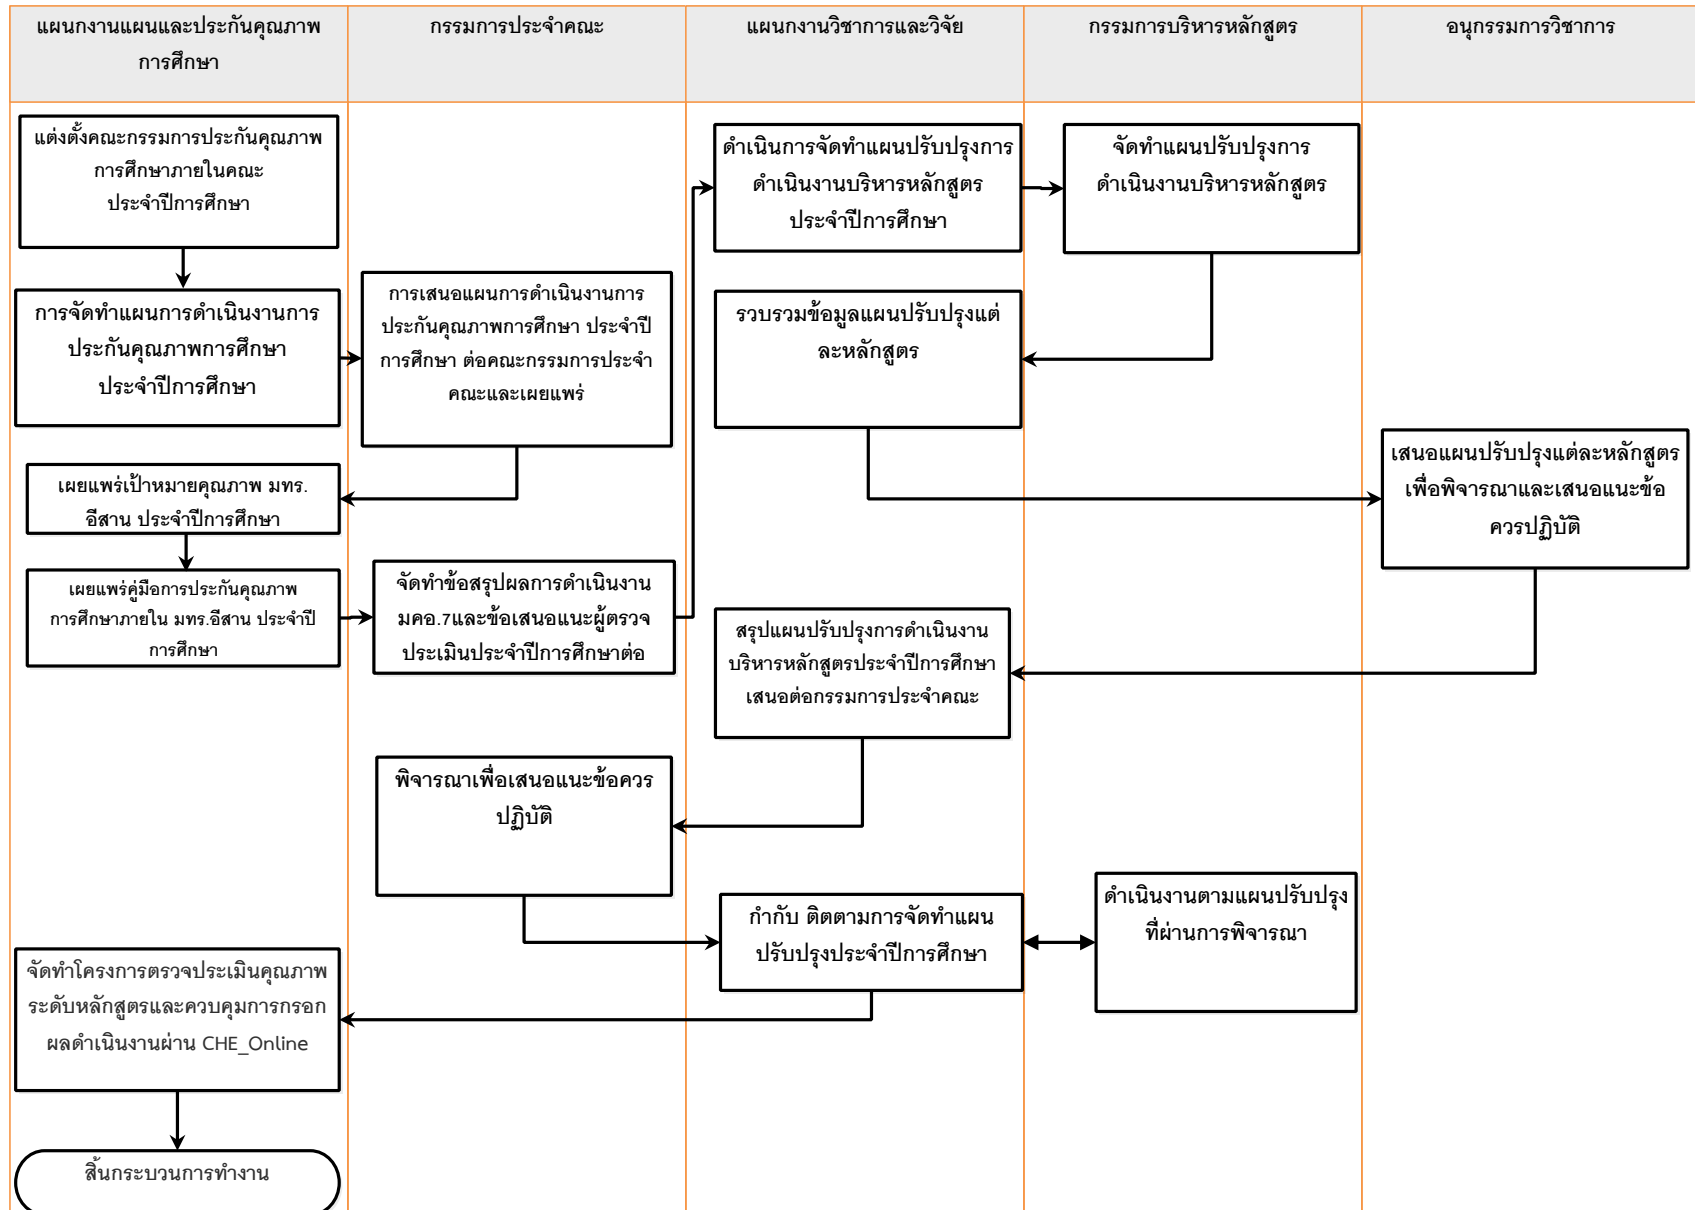 แผนกงานแผนและประกันคุณภาพ
การศึกษา
กรรมการประจำคณะ
แผนกงานวิชาการและวิจัย
กรรมการบริหารหลักสูตร
อนุกรรมการวิชาการ
แต่งตั้งคณะกรรมการประกันคุณภาพ
การศึกษาภายในคณะ
ประจำปีการศึกษา
การจัดทำแผนการดำเนินงานการ
ประกันคุณภาพการศึกษา
ประจำปีการศึกษา
การเสนอแผนการดำเนินงานการ
ประกันคุณภาพการศึกษา ประจำปี
การศึกษา ต่อคณะกรรมการประจำ
คณะและเผยแพร่
เผยแพร่เป้าหมายคุณภาพ มทร.
อีสาน ประจำปีการศึกษา
เผยแพร่คู่มือการประกันคุณภาพ
การศึกษาภายใน มทร.อีสาน ประจำปี
การศึกษา
จัดทำข้อสรุปผลการดำเนินงาน
มคอ.7และข้อเสนอแนะผู้ตรวจ
ประเมินประจำปีการศึกษาต่อ
ดำเนินการจัดทำแผนปรับปรุงการ
ดำเนินงานบริหารหลักสูตร
ประจำปีการศึกษา
จัดทำแผนปรับปรุงการ
ดำเนินงานบริหารหลักสูตร
รวบรวมข้อมูลแผนปรับปรุงแต่
ละหลักสูตร
เสนอแผนปรับปรุงแต่ละหลักสูตร
เพื่อพิจารณาและเสนอแนะข้อ
ควรปฏิบัติ
สรุปแผนปรับปรุงการดำเนินงาน
บริหารหลักสูตรประจำปีการศึกษา
เสนอต่อกรรมการประจำคณะ
พิจารณาเพื่อเสนอแนะข้อควร
ปฏิบัติ
กำกับ ติดตามการจัดทำแผน
ปรับปรุงประจำปีการศึกษา
ดำเนินงานตามแผนปรับปรุง
ที่ผ่านการพิจารณา
จัดทำโครงการตรวจประเมินคุณภาพ
ระดับหลักสูตรและควบคุมการกรอก
ผลดำเนินงานผ่าน CHE_Online
สิ้นกระบวนการทำงาน